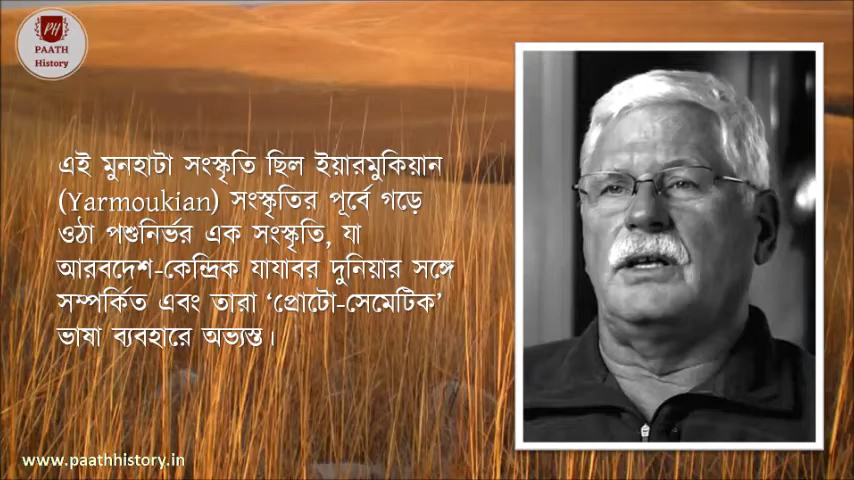 PH
PAATH
History
এই মুনহাটা সংস্কৃতি ছিল ইয়ারমুকিয়ান
(Yarmoukian) সংস্কৃতির পূর্বে গড়ে
ওঠা পশুনির্ভর এক সংস্কৃতি, যা
আরবদেশ-কেন্দ্রিক যাযাবর দুনিয়ার সঙ্গে
সম্পর্কিত এবং তারা ‘প্রোটো-সেমেটিক’
ভাষা ব্যবহারে অভ্যস্ত।
www.paathhistory.in